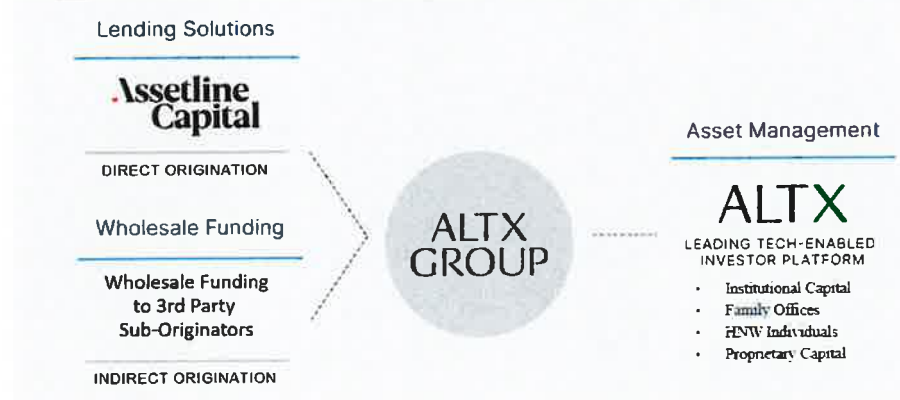 Lending Solutions
Assetline
Capital
DIRECT ORIGINATION
Wholesale Funding
Wholesale Funding
to 3rd Party
Sub-Originators
INDIRECT ORIGINATION
ALTX
GROUP
Asset Management
ALTX
LEADING TECH-ENABLED
INVESTOR PLATFORM
• Institutional Capital
• Family Offices
• HNW Individuals
• Proprietary Capital